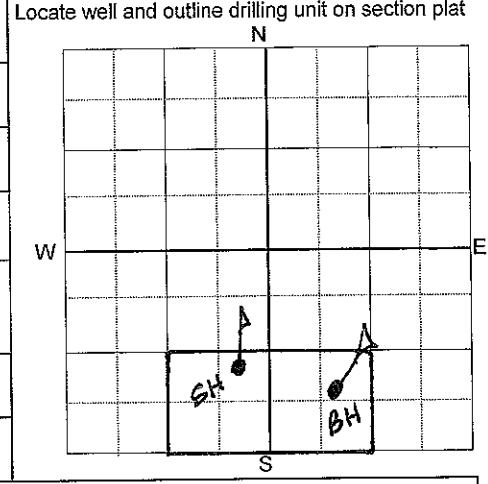 Locate well and outline drilling unit on section plat
N
W
E
SH
BH
S